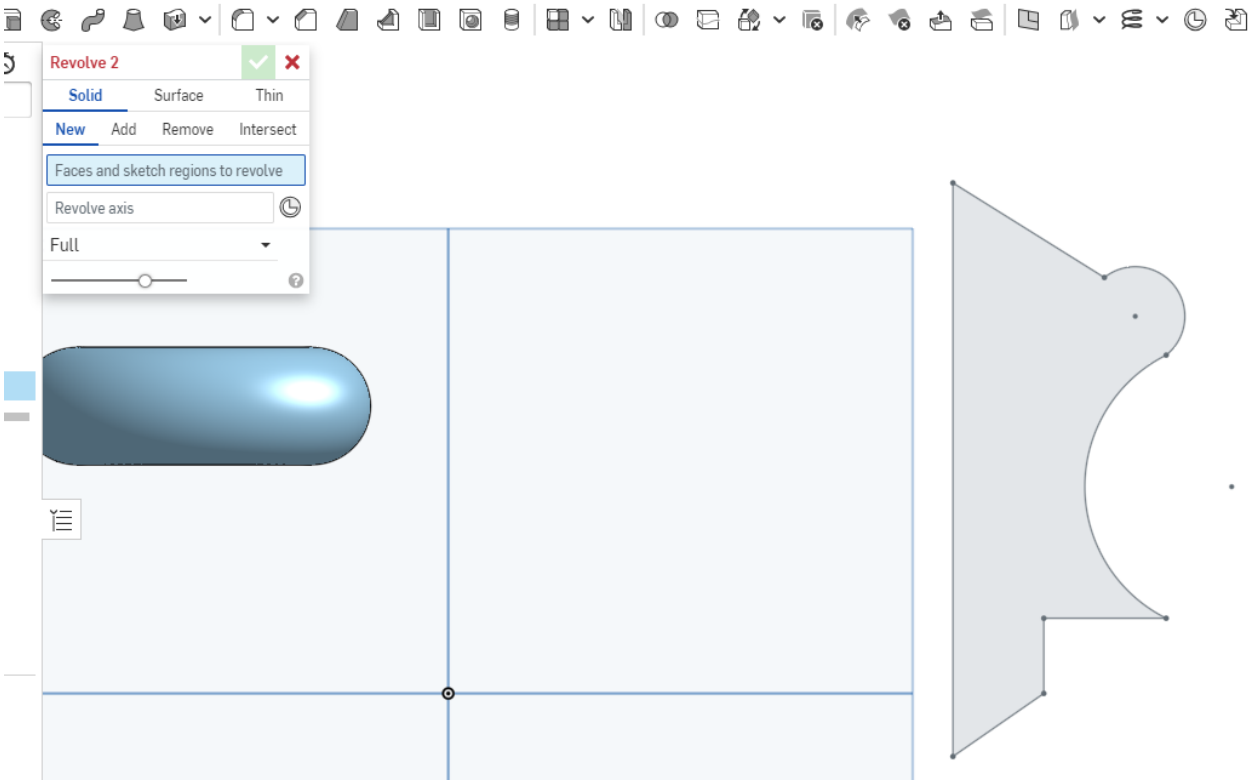 Revolve 2
Solid Surface Thin
New Add Remove Intersect
Faces and sketch regions to revolve
Revolve axis
Full